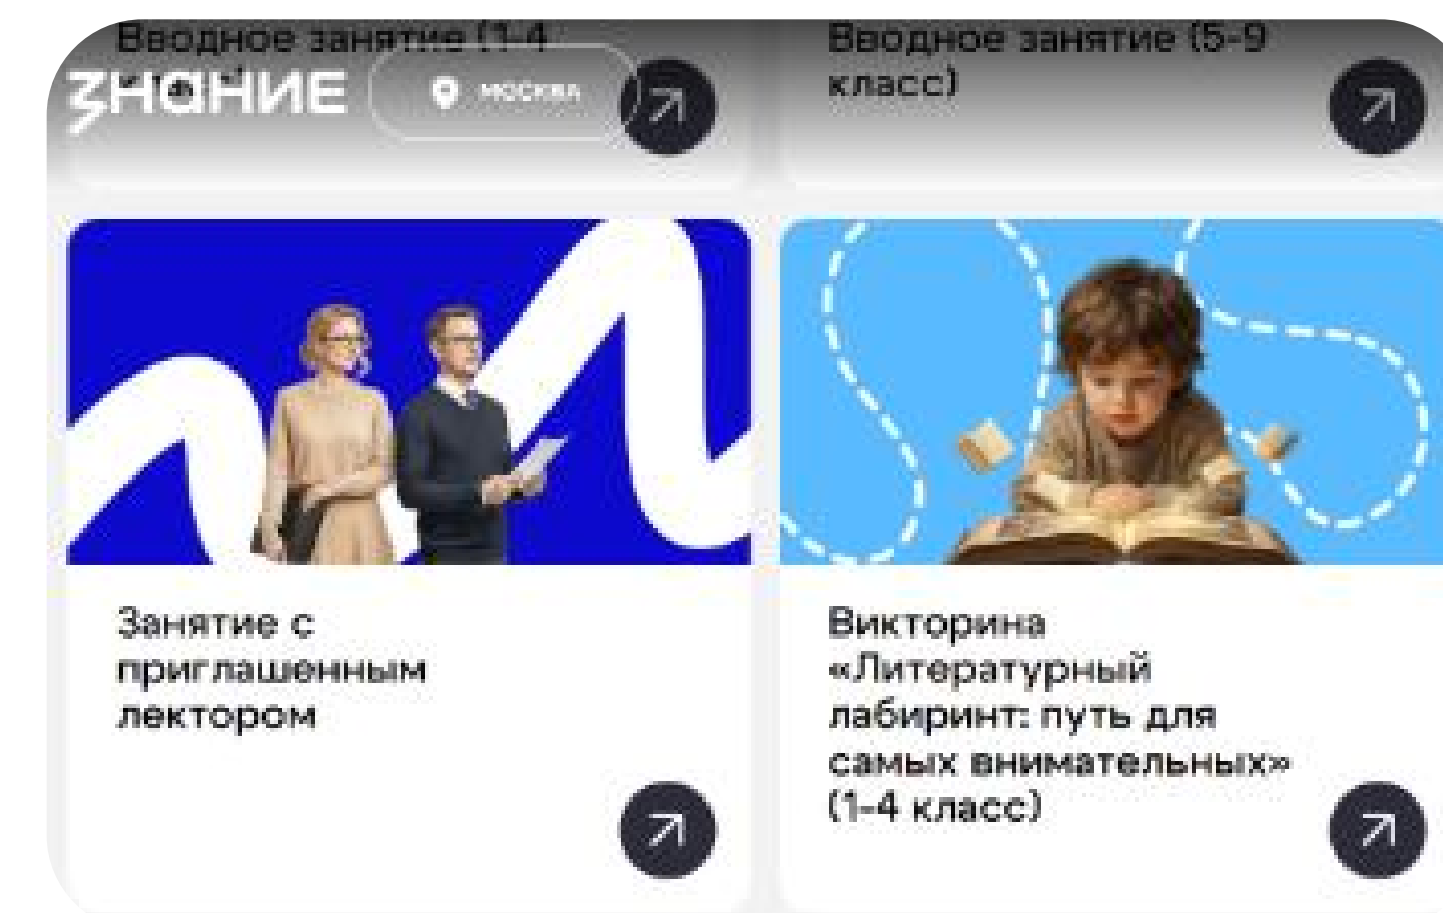 Вводное занятие (1-4
Вводное занятие (5-9
класс)
знание
МОСКВА
Занятие с
приглашенным
лектором
Викторина
«Литературный
лабиринт: путь для
самых внимательных»
(1-4 класс)